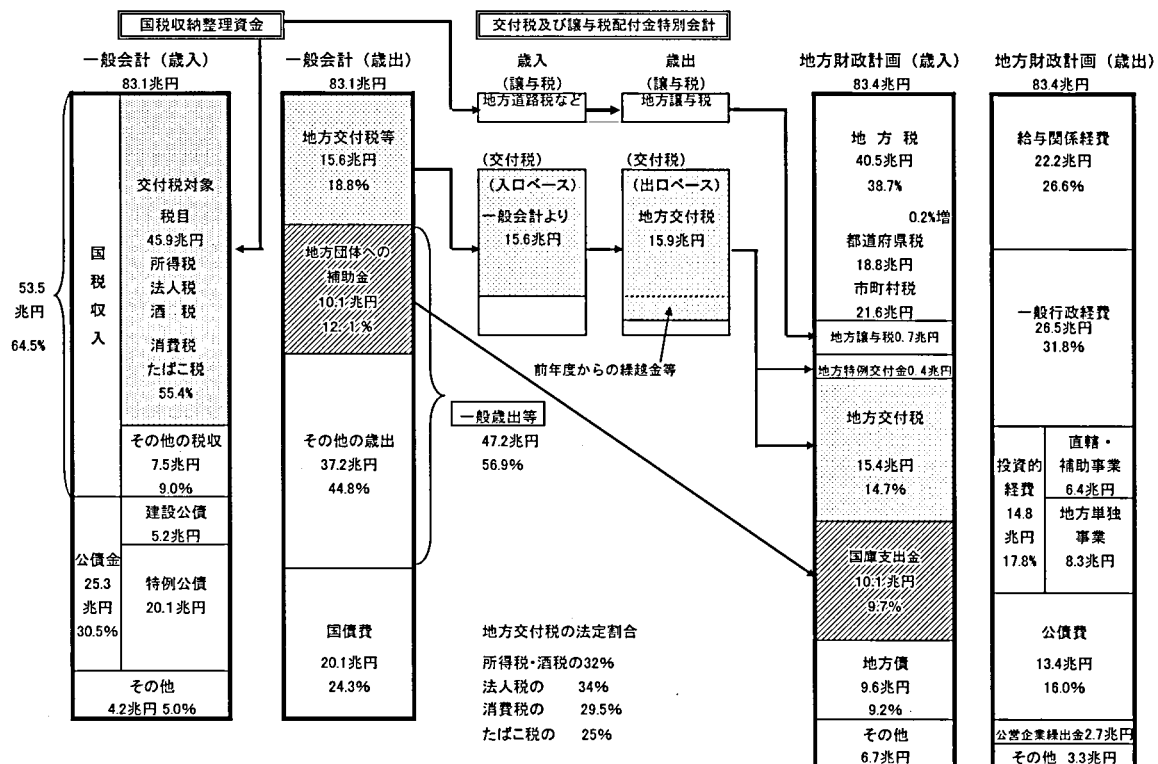 国税収納整理資金
交付税及び譲与税配付金特別会計
一般会計（歳入）
83.1兆円
53.5
兆円
64.5%
国税収入
交付税対象
税目
45.9兆円
所得税
法人税
酒　税
消費税
たばこ税
55.4%
その他の税収
7.5兆円
9.0%
公債金
25.3
兆円
30.5%
建設公債
5.2兆円
特例公債
20.1兆円
その他
4.2兆円 5.0%
一般会計（歳出）
83.1兆円
地方交付税等
15.6兆円
18.8%
地方団体への
補助金
10.1兆円
12.1%
その他の歳出
37.2兆円
44.8%
国債費
20.1兆円
24.3%
一般歳出等
47.2兆円
56.9%
歳入
(譲与税)
地方道路税など
歳出
(譲与税)
地方譲与税
(交付税)
(入口ベース)
一般会計より
15.6兆円
(交付税)
(出口ベース)
地方交付税
15.9兆円
前年度からの繰越金等
地方交付税の法定割合
所得税・酒税の32%
法人税の　34%
消費税の　29.5%
たばこ税の　25%
地方財政計画（歳入）
83.4兆円
地 方 税
40.5兆円
38.7%
0.2%増
都道府県税
18.8兆円
市町村税
21.6兆円
地方譲与税0.7兆円
地方特例交付金0.4兆円
地方交付税
15.4兆円
14.7%
国庫支出金
10.1兆円
9.7%
地方債
9.6兆円
9.2%
その他
6.7兆円
地方財政計画（歳出）
83.4兆円
給与関係経費
22.2兆円
26.6%
一般行政経費
26.5兆円
31.8%
投資的
経費
14.8
兆円
17.8%
直轄・
補助事業
6.4兆円
地方単独
事業
8.3兆円
公債費
13.4兆円
16.0%
公営企業繰出金2.7兆円
その他 3.3兆円